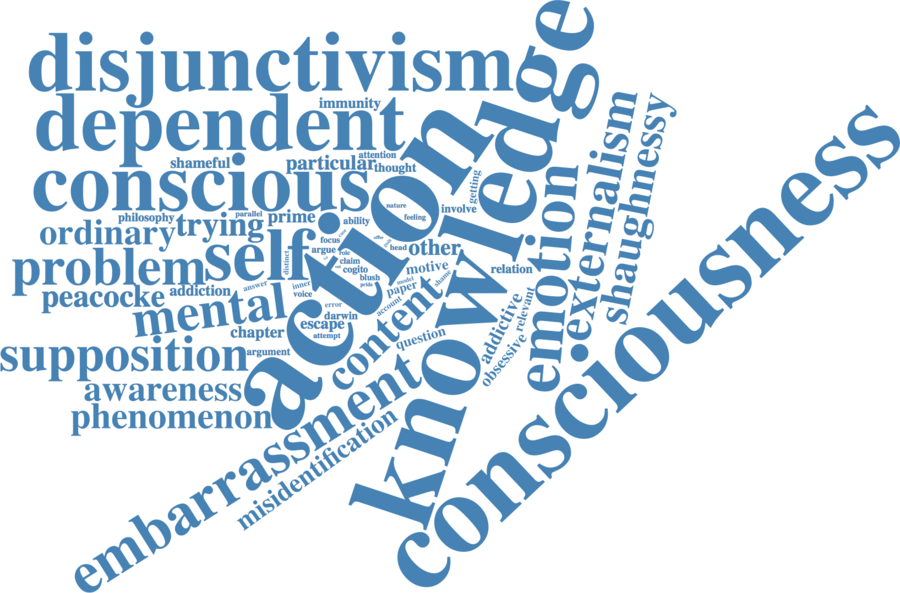 disjunctivism
dependent
immunity
conscious
shameful
particular
attention
thought
action
knowledge
externalism
shaughnessy
consciousness
emotion
philosophy
parallel
prime
ability
nature
feeling
involve
getting
ordinary
trying
focus
argue
role
head
other
problem
self
distinct
claim
cogito
blush
pride
motive
model
shame
relation
peacocke
addiction
answer
inner
voice
paper
account
content
mental
chapter
error
darwin
escape
attempt
question
addictive
obsessive
relevant
supposition
argument
awareness
phenomenon
embarrassment
misidentification